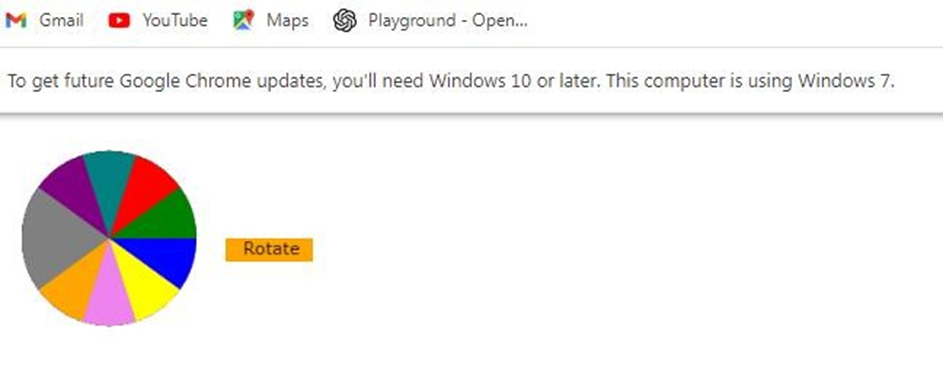 Gmail YouTube Maps Playground - Open...
To get future Google Chrome updates, you'll need Windows 10 or later. This computer is using Windows 7.
Rotate